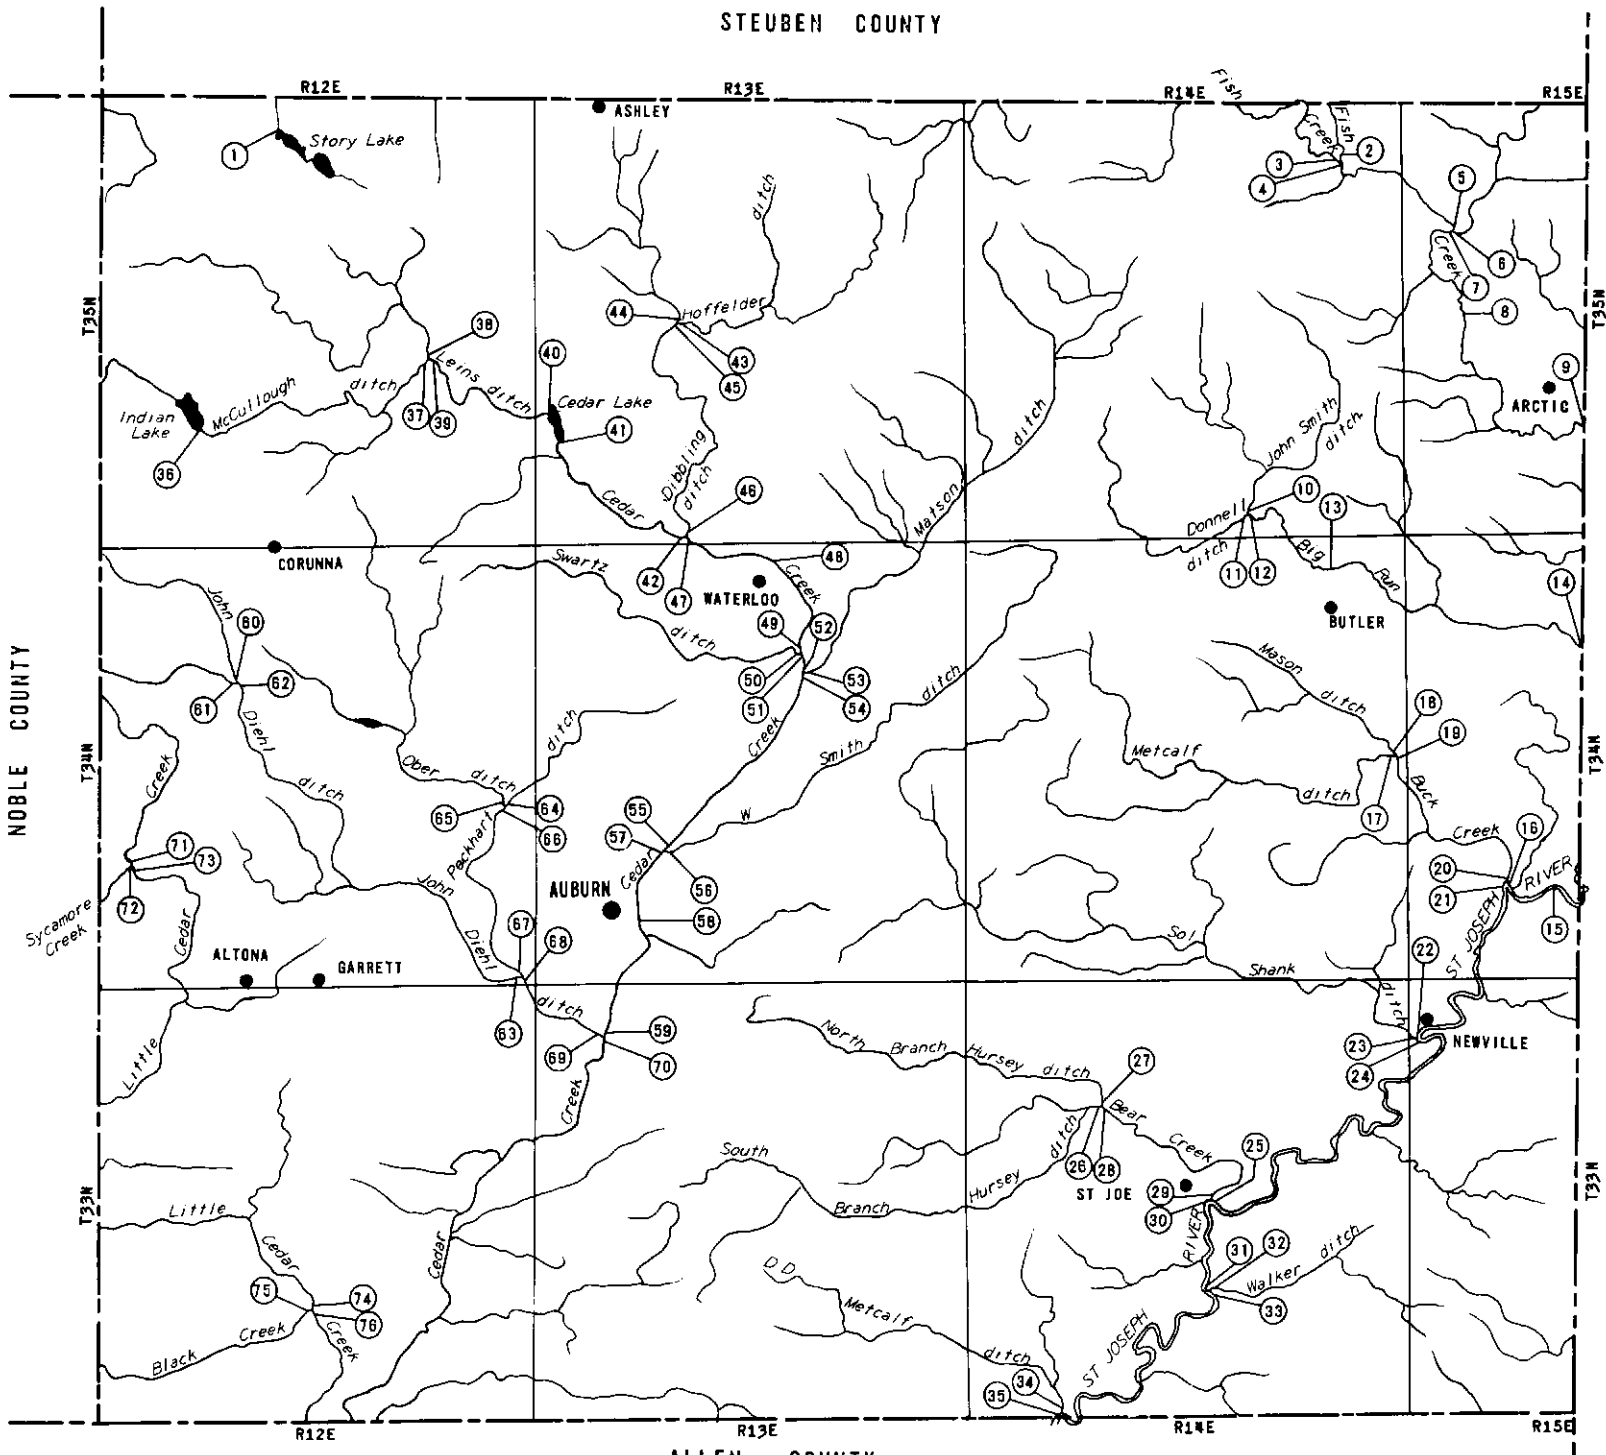 STEUBEN COUNTY
R12E
R13E
R14E
R15E
ASHLEY
Fish
Creek
Fish
1
Story Lake
2
3
4
5
ditch
Creek
6
7
T35N
T35N
44
Hoffelder
8
38
43
40
45
9
Leins ditch
McCullough ditch
Indian
Lake
37
39
Cedar Lake
41
ARCTIC
36
Dibbling
ditch
ditch
John Smith
ditch
Cedar
46
Matson
10
13
Donnell
ditch
11
12
Big
Run
CORUNNA
Swartz
42
47
48
WATERLOO
Creek
14
BUTLER
John
60
49
52
ditch
NOBLE COUNTY
61
62
50
51
53
54
Mason
ditch
Diehl
ditch
ditch
Creek
Smith
ditch
18
19
T34N
T34N
Creek
Ober
ditch
Metcalf
ditch
Buck
65
64
66
55
57
W
17
Creek
16
Peckhart
71
73
72
John
Cedar
56
20
21
RIVER
15
AUBURN
58
Sycamore
Creek
Cedar
67
68
Diehl
Sol
Shank
ditch
22
ST JOSEPH
ALTONA
GARRETT
63
ditch
59
69
70
23
24
NEWVILLE
Little
North
Branch
Hursey
ditch
27
Creek
Bear
Creek
ditch
26
28
25
South
Branch
Hursey
ST JOE
29
30
T33N
T33N
Little
Cedar
Cedar
RIVER
31
32
Walker
ditch
33
D.D.
Metcalf
ditch
75
74
76
Creek
Black
Creek
ST JOSEPH
34
35
R12E
R13E
R14E
R15E
ALLEN COUNTY